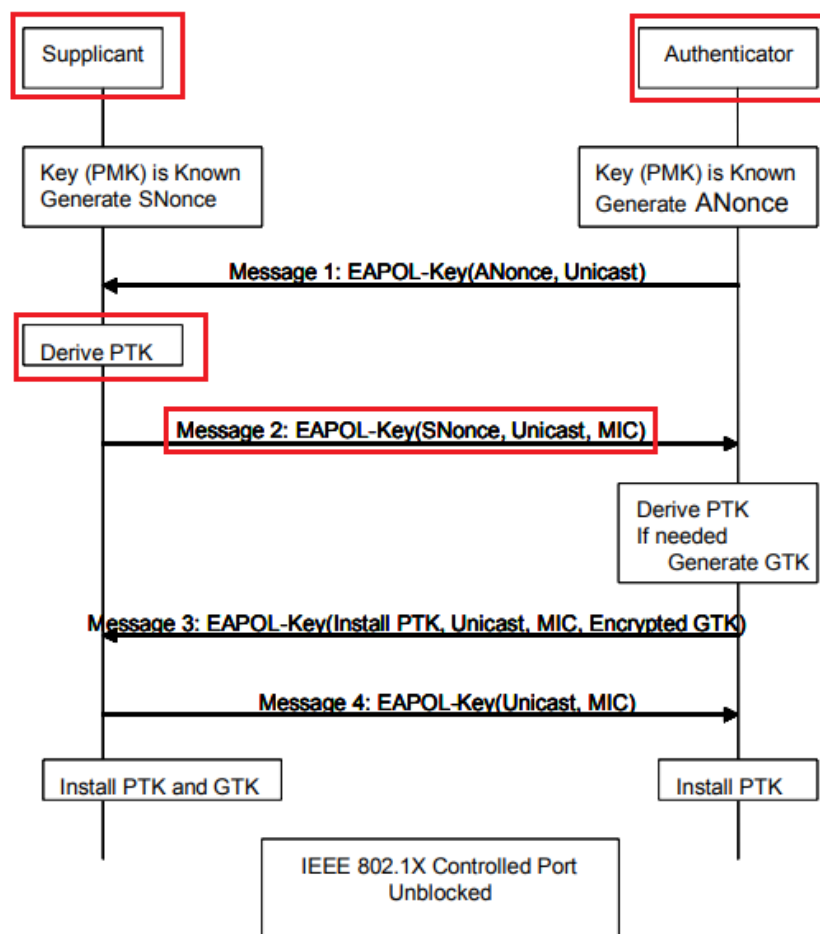 Supplicant
Authenticator
Key (PMK) is Known
Generate SNonce
Key (PMK) is Known
Generate ANonce
Message 1: EAPOL-Key(ANonce, Unicast)
Derive PTK
Message 2: EAPOL-Key(SNonce, Unicast, MIC)
Derive PTK
If needed
Generate GTK
Message 3: EAPOL-Key(Install PTK, Unicast, MIC, Encrypted GTK)
Message 4: EAPOL-Key(Unicast, MIC)
Install PTK and GTK
Install PTK
IEEE 802.1X Controlled Port
Unblocked